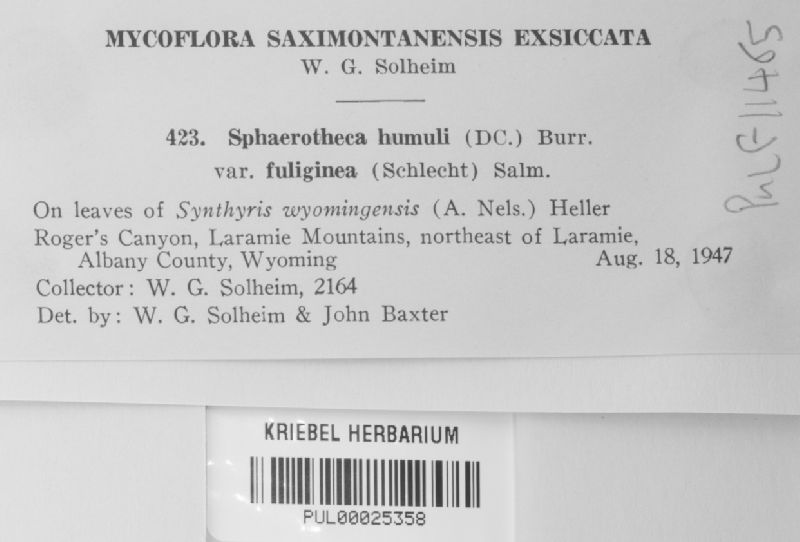 MYCOFLORA SAXIMONTANENSIS EXSICCATA
W. G. Solheim
423. Sphaerotheca humuli (DC.) Burr.
var. fuliginea (Schlecht) Salm.
On leaves of Synthyris wyomingensis (A. Nels.) Heller
Roger's Canyon, Laramie Mountains, northeast of Laramie,
Albany County, Wyoming Aug. 18, 1947
Collector: W. G. Solheim, 2164
Det. by: W. G. Solheim & John Baxter
Pul F11465
KRIEBEL HERBARIUM
PUL00025358